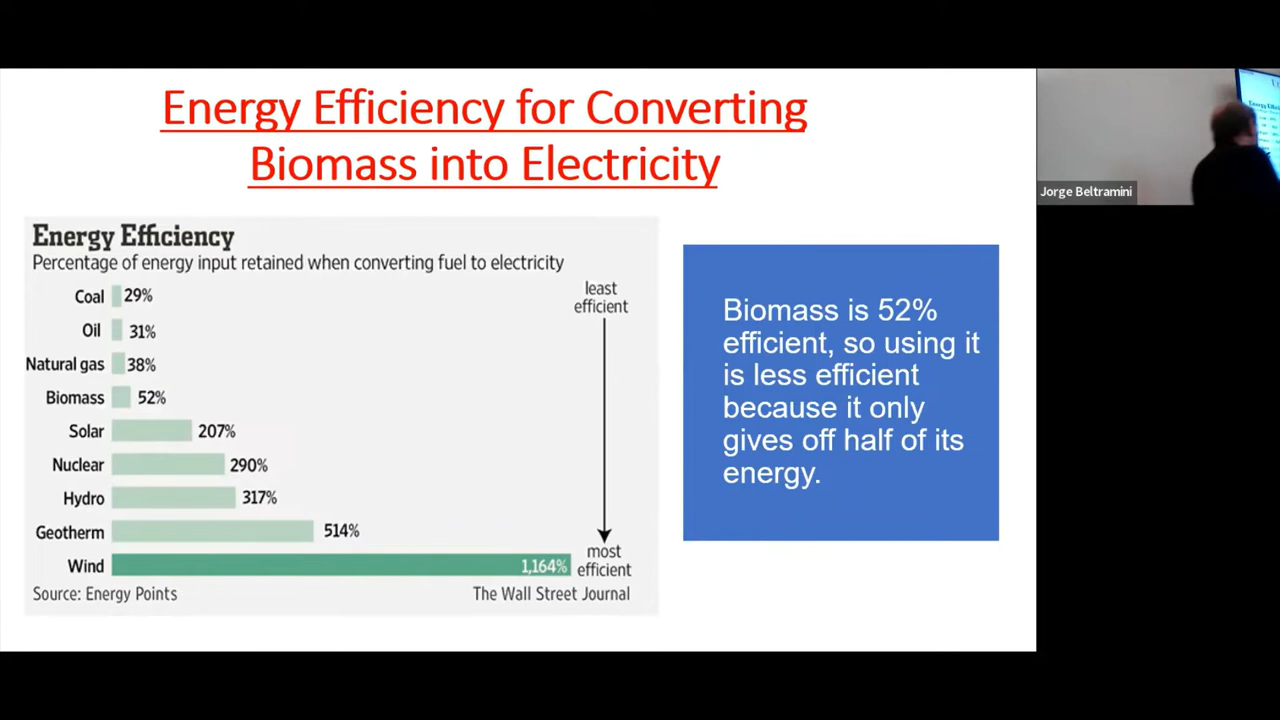 Energy Efficiency for Converting
Biomass into Electricity
Energy Efficiency
Percentage of energy input retained when converting fuel to electricity
Coal 29%
Oil 31%
Natural gas 38%
Biomass 52%
Solar 207%
Nuclear 290%
Hydro 317%
Geotherm 514%
Wind 1,164%
least
efficient
most
efficient
Source: Energy Points
The Wall Street Journal
Biomass is 52%
efficient, so using it
is less efficient
because it only
gives off half of its
energy.
Jorge Beltramini